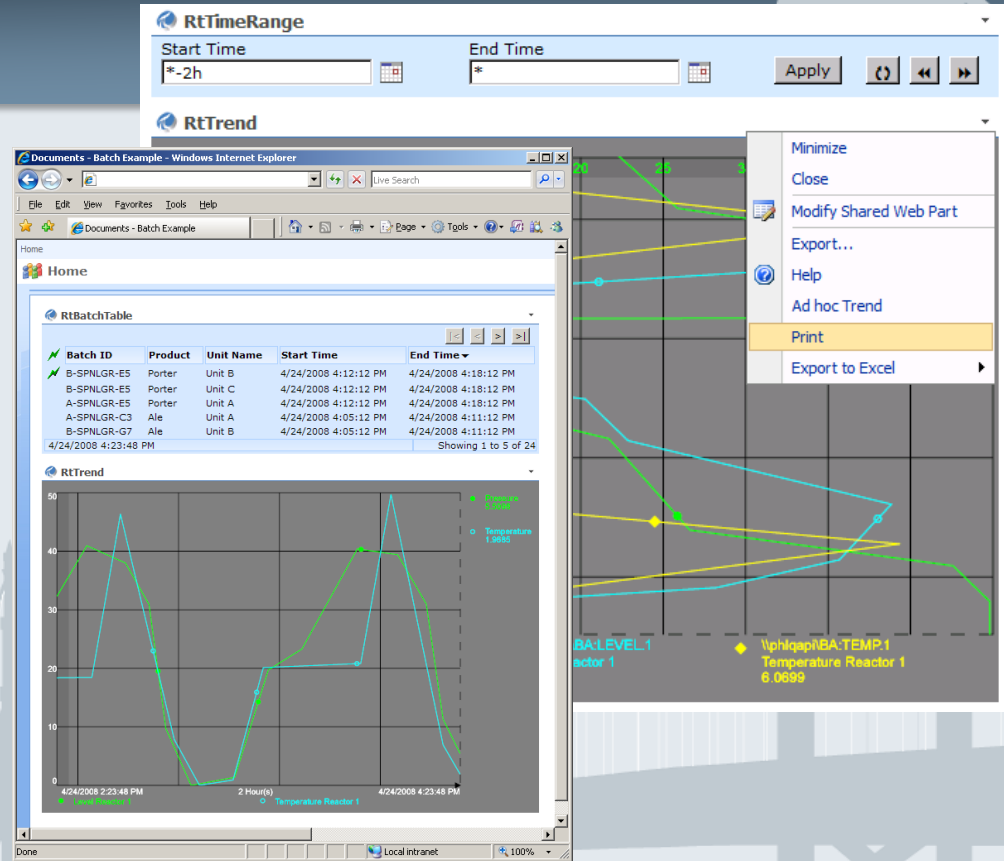 RtTimeRange
Start Time End Time
*-2h * Apply
RtTrend
20 25
Minimize
Close
Modify Shared Web Part
Export...
Help
Ad hoc Trend
Print
Export to Excel
BA:LEVEL.1
actor 1
\\phlqapi\BA:TEMP.1
Temperature Reactor 1
6.0699
Documents - Batch Example - Windows Internet Explorer
Live Search
File Edit View Favorites Tools Help
Documents - Batch Example Page Tools
Home
Home
RtBatchTable
|< < > >|
Batch ID Product Unit Name Start Time End Time
B-SPNLGR-E5 Porter Unit B 4/24/2008 4:12:12 PM 4/24/2008 4:18:12 PM
B-SPNLGR-E5 Porter Unit C 4/24/2008 4:12:12 PM 4/24/2008 4:18:12 PM
A-SPNLGR-E5 Porter Unit A 4/24/2008 4:12:12 PM 4/24/2008 4:18:12 PM
A-SPNLGR-C3 Ale Unit A 4/24/2008 4:05:12 PM 4/24/2008 4:11:12 PM
B-SPNLGR-G7 Ale Unit B 4/24/2008 4:05:12 PM 4/24/2008 4:11:12 PM
4/24/2008 4:23:48 PM Showing 1 to 5 of 24
RtTrend
50
Pressure
Temperature
1.9685
40
30
20
10
0
4/24/2008 2:23:48 PM 2 Hour(s) 4/24/2008 4:23:48 PM
Level Reactor 1 Temperature Reactor 1
Done Local intranet 100%